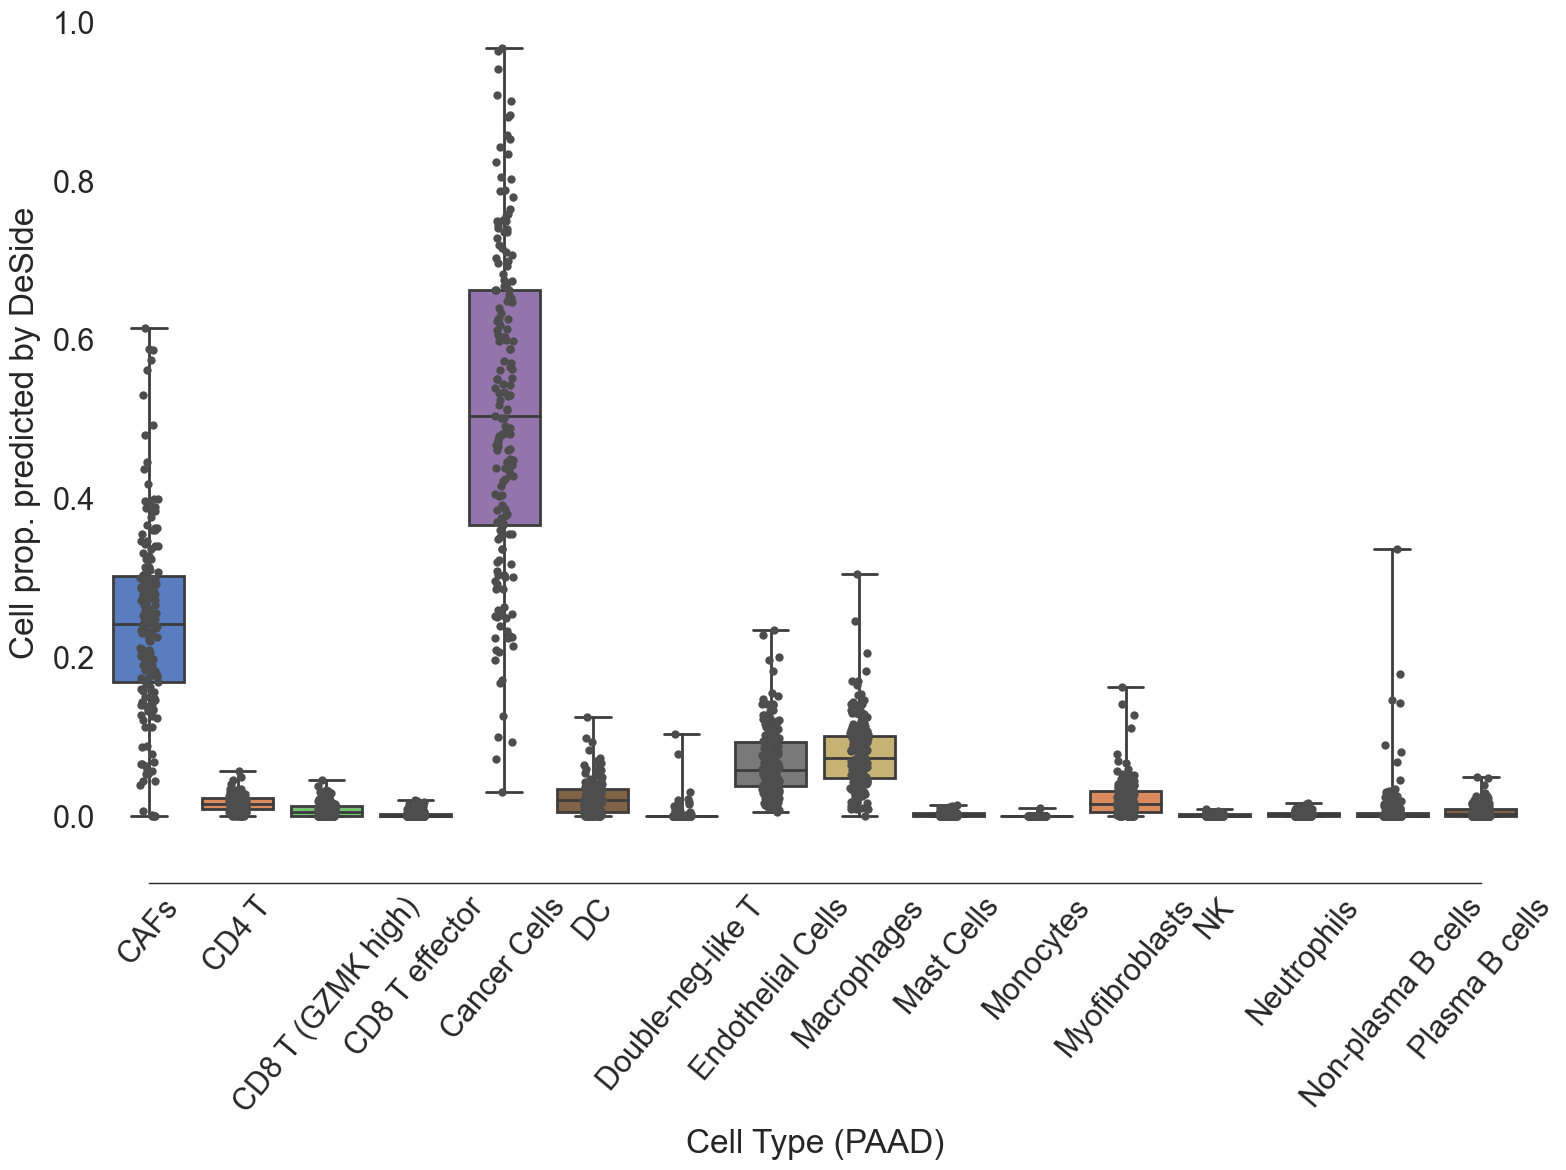 1.0
0.8
0.6
0.4
0.2
0.0
Cell prop. predicted by DeSide
CAFs
CD4 T
CD8 T (GZMK high)
CD8 T effector
Cancer Cells
DC
Double-neg-like T
Endothelial Cells
Macrophages
Mast Cells
Monocytes
Myofibroblasts
NK
Neutrophils
Non-plasma B cells
Plasma B cells
Cell Type (PAAD)